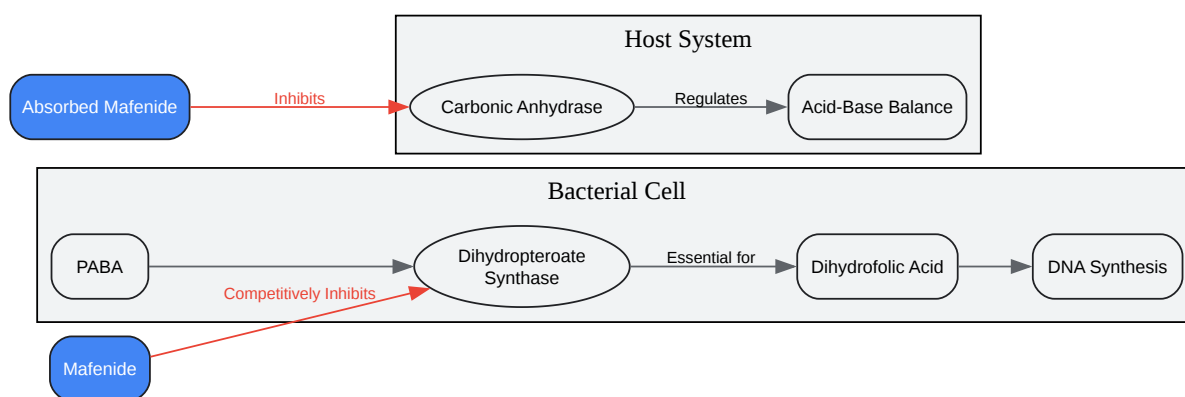 Host System
Absorbed Mafenide
Inhibits
Carbonic Anhydrase
Regulates
Acid-Base Balance
Bacterial Cell
PABA
Dihydropteroate
Synthase
Essential for
Dihydrofolic Acid
DNA Synthesis
Competitively Inhibits
Mafenide